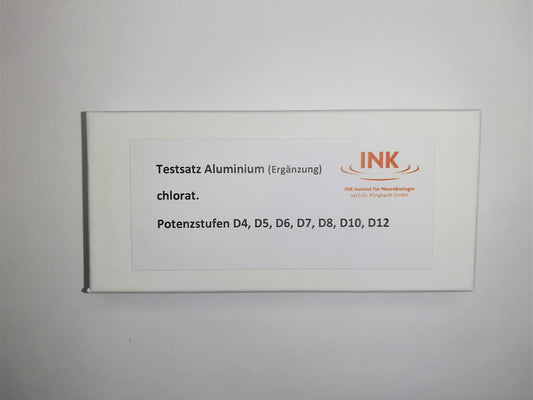 INK
INK-Institut für Neurobiologie
nach Dr. Klinghardt GmbH
Testsatz Aluminium (Ergänzung)
chlorat.
Potenzstufen D4, D5, D6, D7, D8, D10, D12